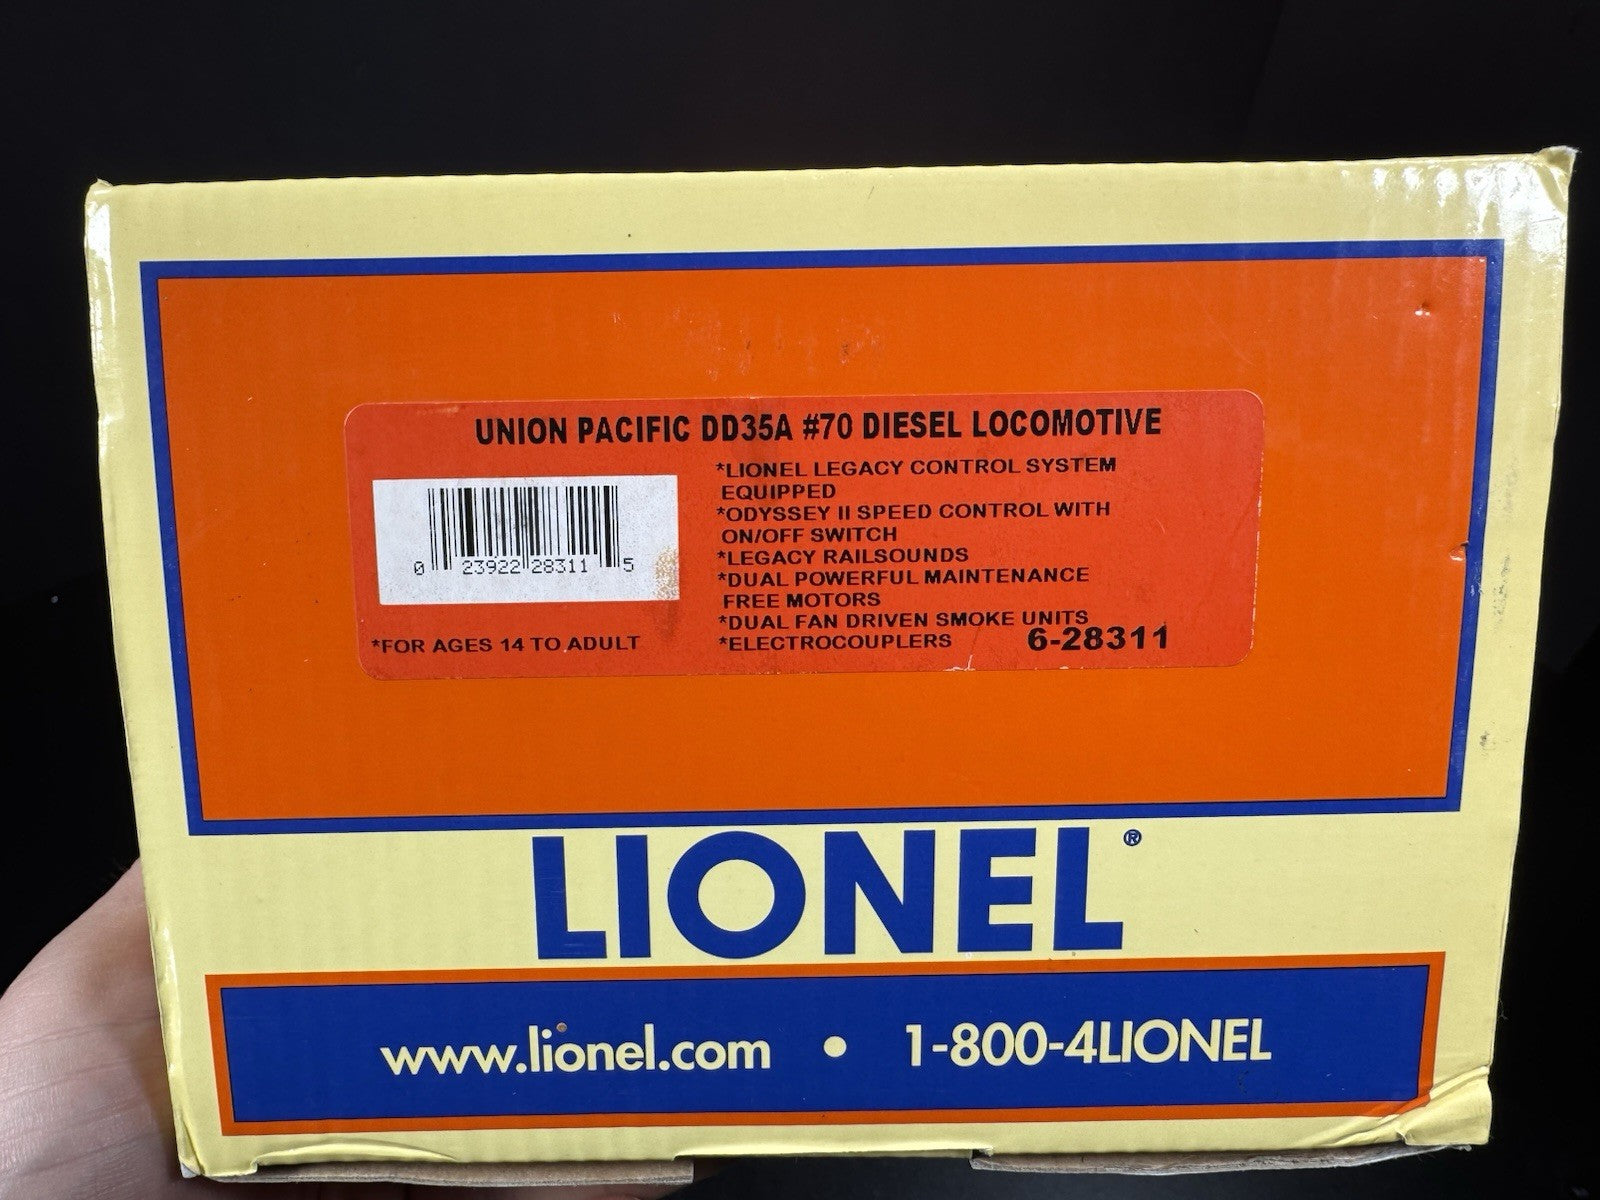 UNION PACIFIC DD35A #70 DIESEL LOCOMOTIVE
*LIONEL LEGACY CONTROL SYSTEM
EQUIPPED
*ODYSSEY II SPEED CONTROL WITH
ON/OFF SWITCH
*LEGACY RAILSOUNDS
*DUAL POWERFUL MAINTENANCE
FREE MOTORS
*DUAL FAN DRIVEN SMOKE UNITS
*ELECTROCOUPLERS 6-28311
0 23922 28311 5
*FOR AGES 14 TO ADULT
LIONEL®
www.lionel.com • 1-800-4LIONEL